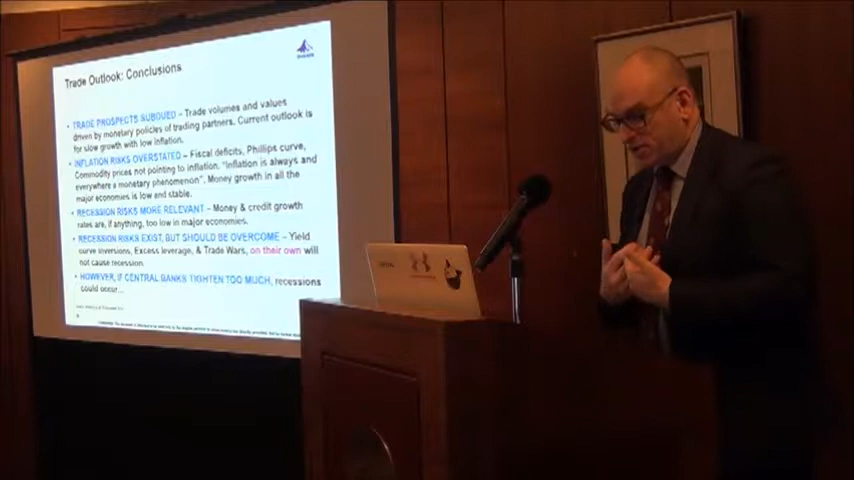 Trade Outlook: Conclusions
• TRADE PROSPECTS SUBDUED – Trade volumes and values
driven by monetary policies of trading partners. Current outlook is
for slow growth with low inflation.
• INFLATION RISKS OVERSTATED – Fiscal deficits, Phillips curve,
Commodity prices not pointing to inflation. "Inflation is always and
everywhere a monetary phenomenon". Money growth in all the
major economies is low and stable.
• RECESSION RISKS MORE RELEVANT – Money & credit growth
rates are, if anything, too low in major economies.
• RECESSION RISKS EXIST, BUT SHOULD BE OVERCOME – Yield
curve inversions, Excess leverage, & Trade Wars, on their own will
not cause recession.
• HOWEVER, IF CENTRAL BANKS TIGHTEN TOO MUCH, recessions
could occur...